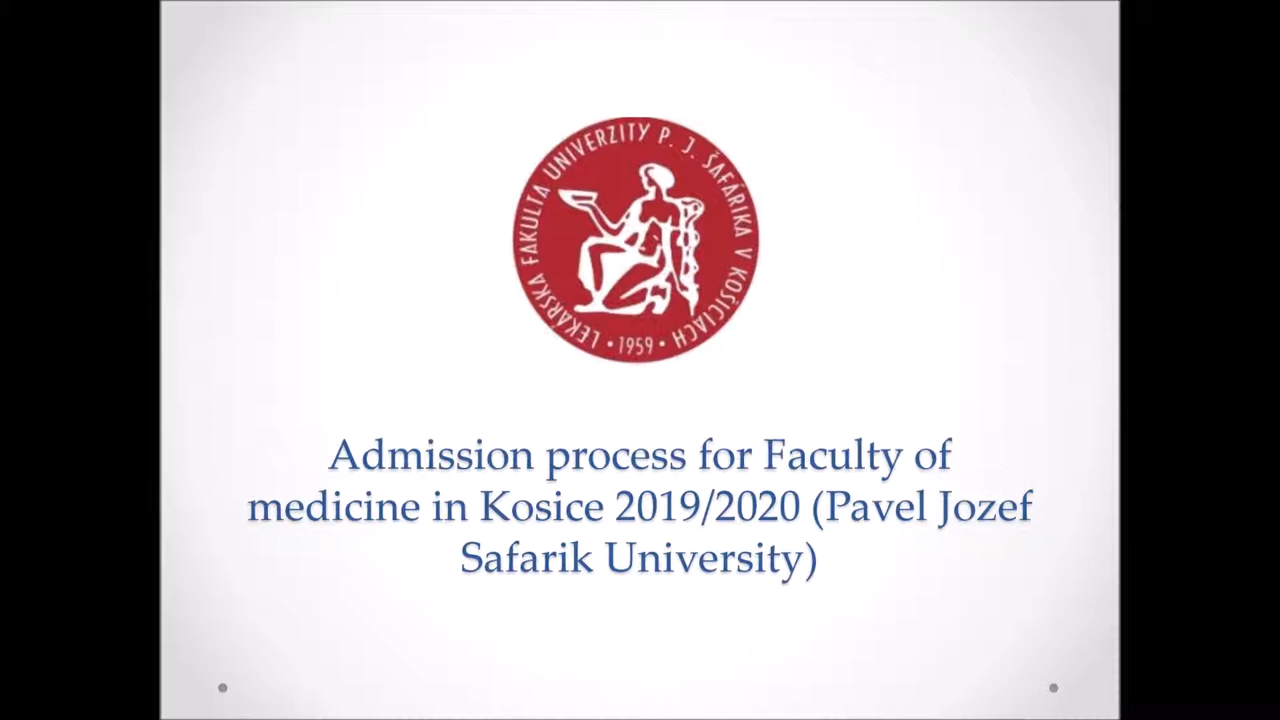 LEKÁRSKA FAKULTA UNIVERZITY P. J. ŠAFÁRIKA V KOŠICIACH
• 1959 •
Admission process for Faculty of
medicine in Kosice 2019/2020 (Pavel Jozef
Safarik University)